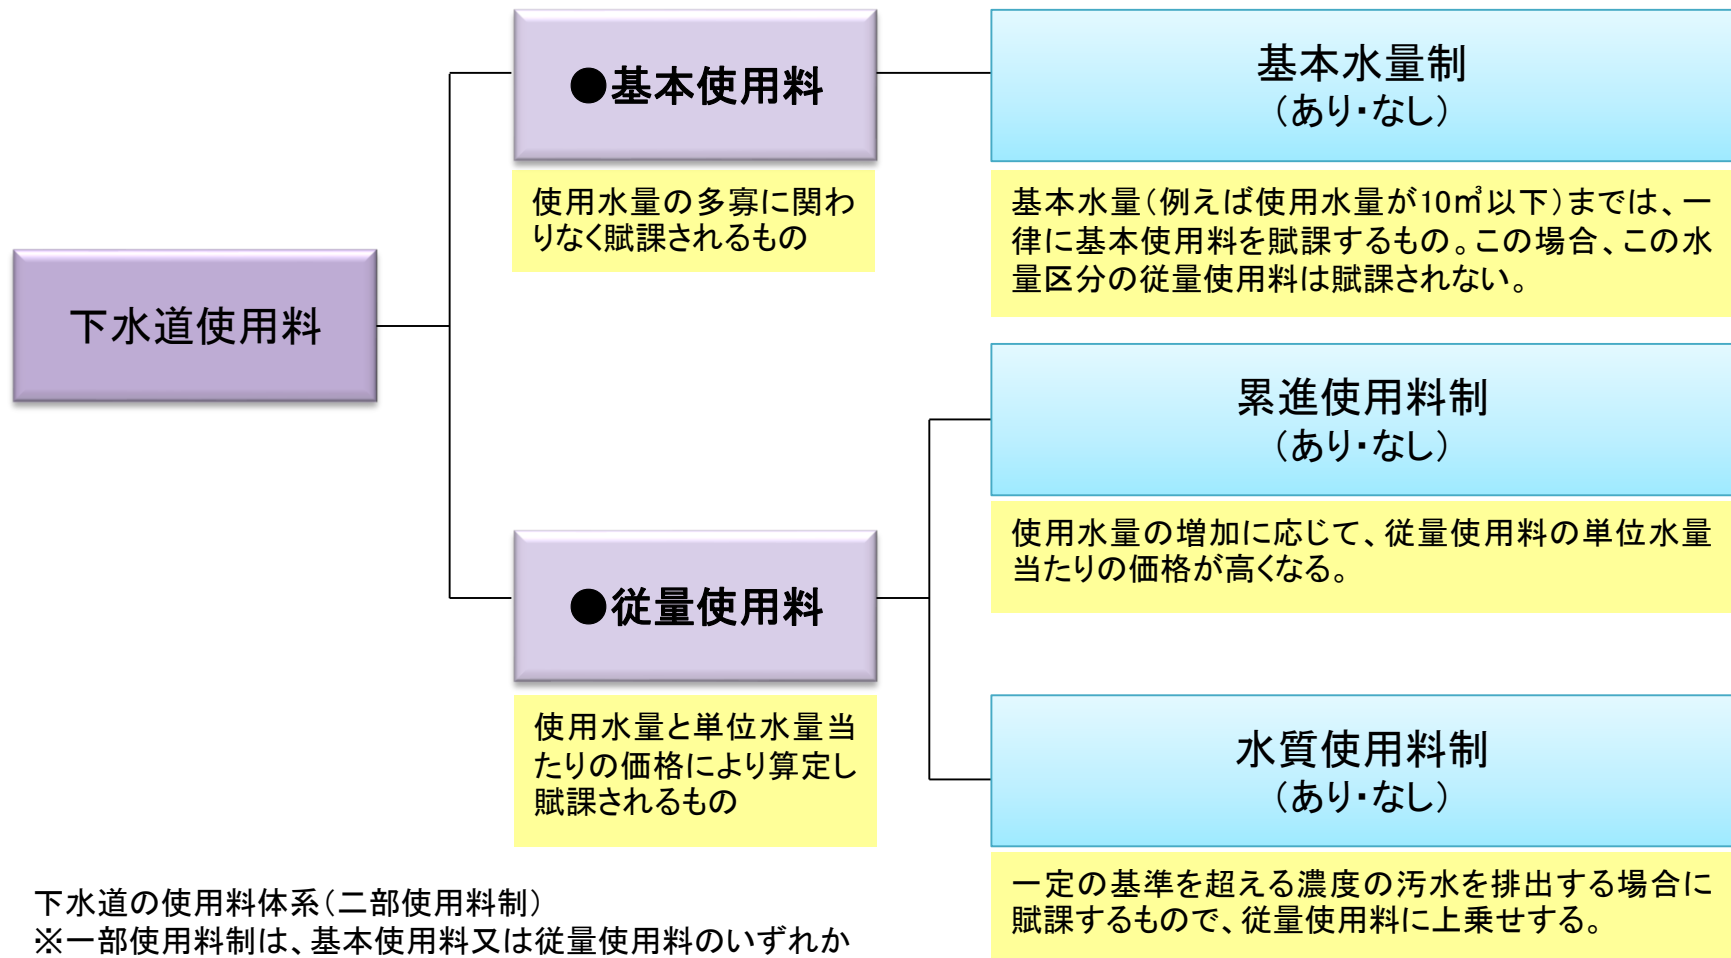 下水道使用料
●基本使用料
使用水量の多寡に関わ
りなく賦課されるもの
基本水量制
（あり・なし）
基本水量（例えば使用水量が10㎥以下）までは、一
律に基本使用料を賦課するもの。この場合、この水
量区分の従量使用料は賦課されない。
●従量使用料
使用水量と単位水量当
たりの価格により算定し
賦課されるもの
累進使用料制
（あり・なし）
使用水量の増加に応じて、従量使用料の単位水量
当たりの価格が高くなる。
水質使用料制
（あり・なし）
一定の基準を超える濃度の汚水を排出する場合に
賦課するもので、従量使用料に上乗せする。
下水道の使用料体系（二部使用料制）
※一部使用料制は、基本使用料又は従量使用料のいずれか